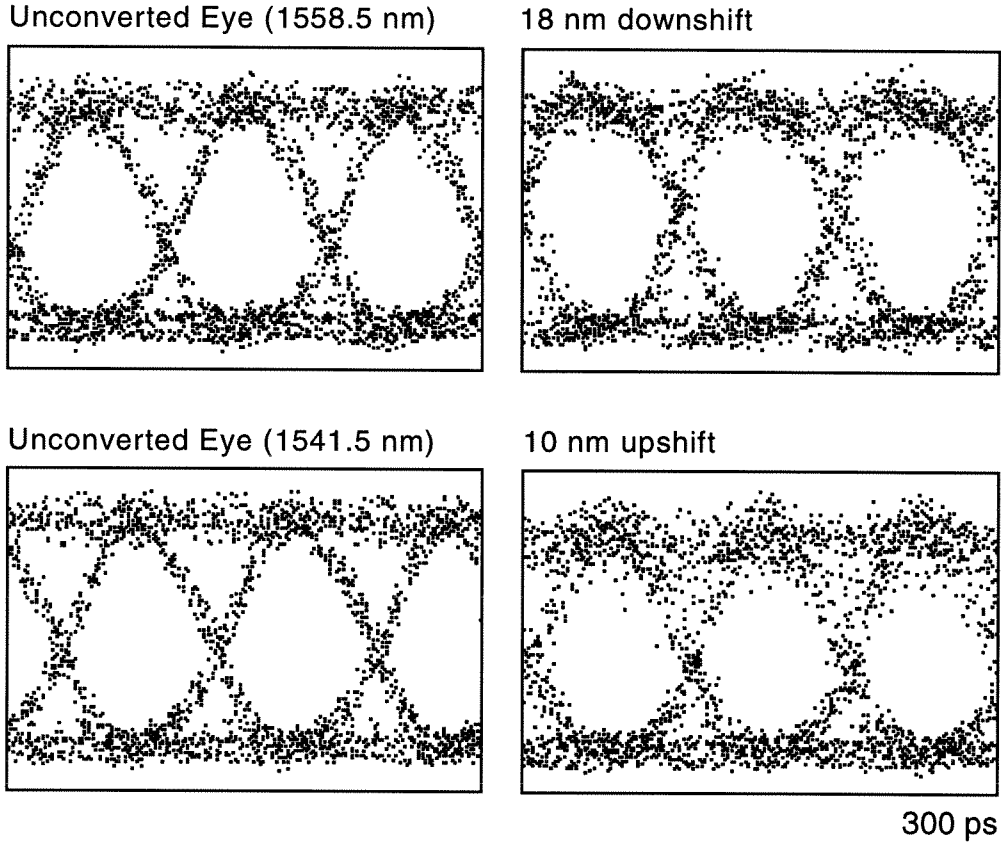 Unconverted Eye (1558.5 nm)
18 nm downshift
Unconverted Eye (1541.5 nm)
10 nm upshift
300 ps